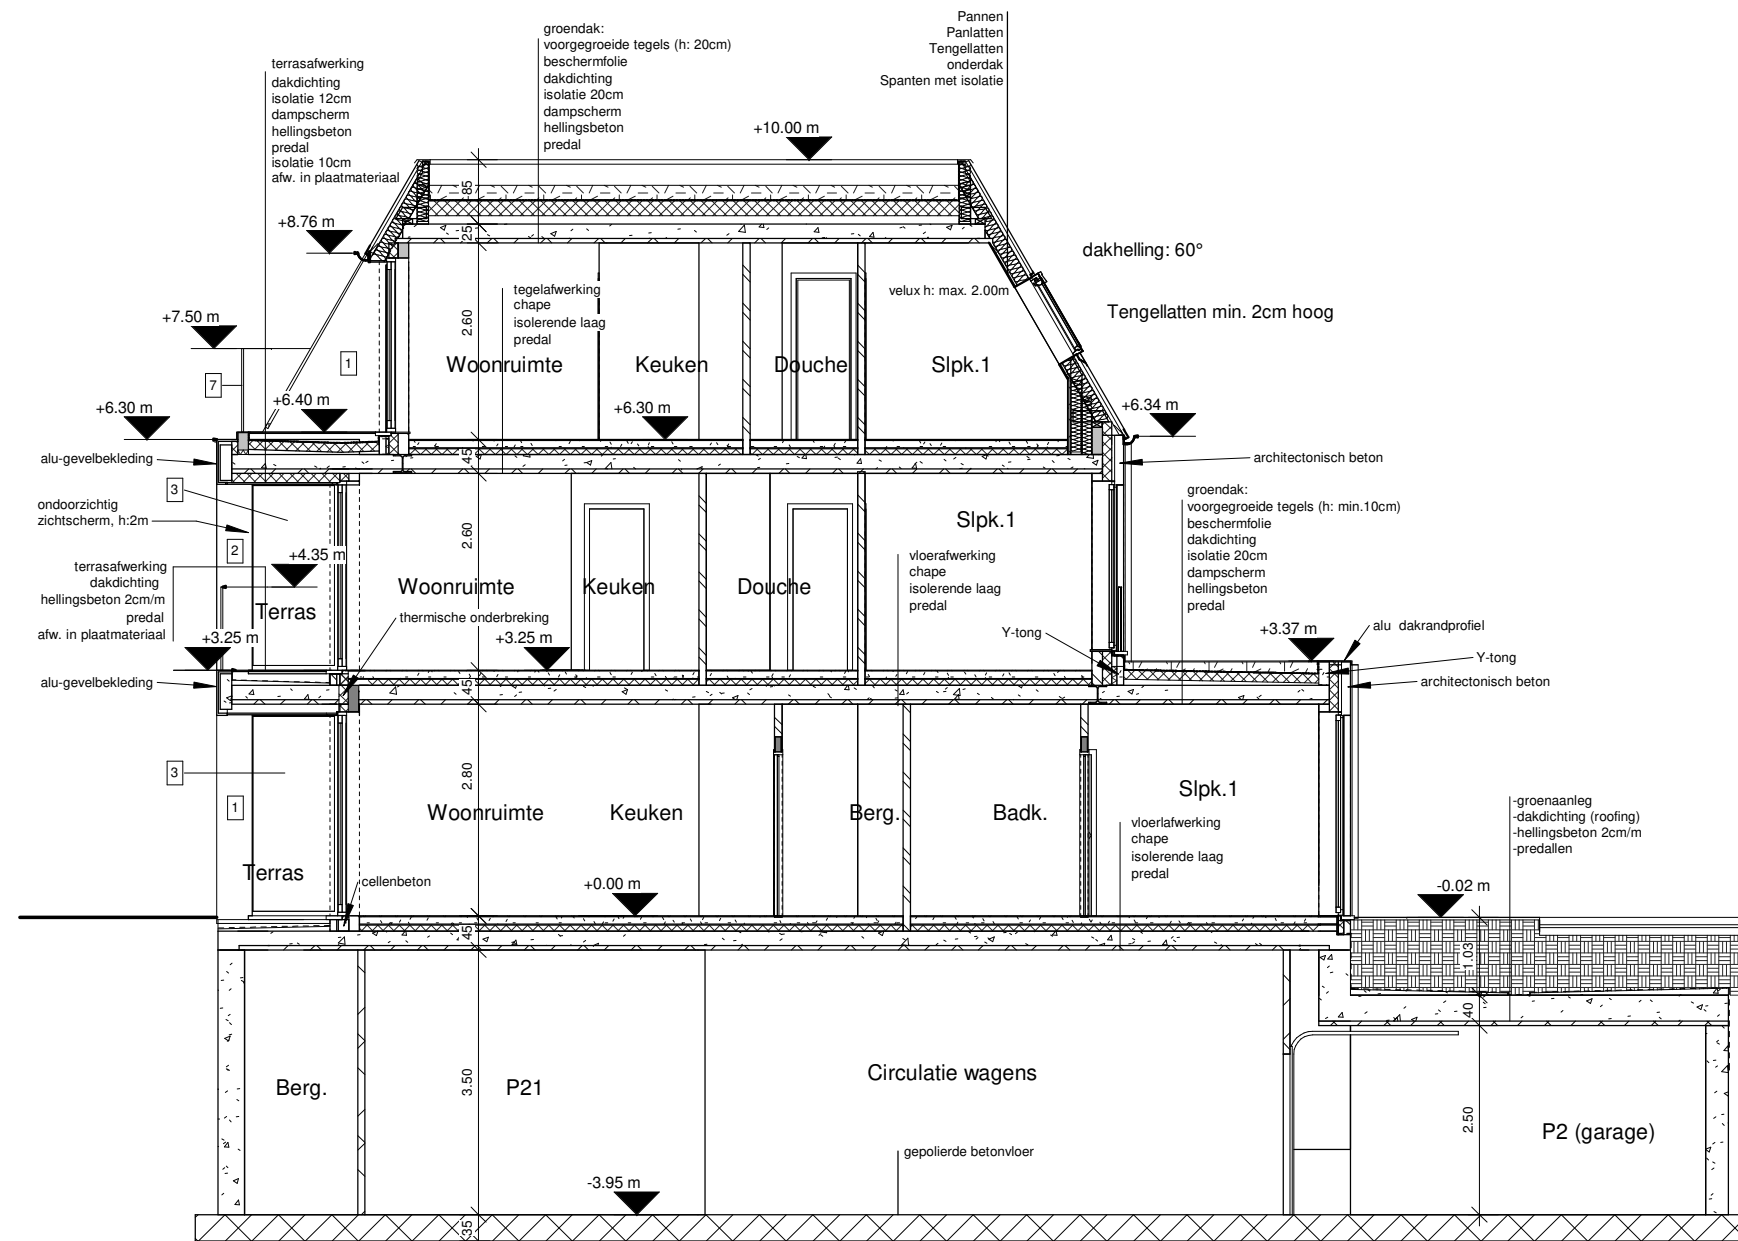 Pannen
Panlatten
Tengellatten
onderdak
Spanten met isolatie
groendak:
voorgegroeide tegels (h: 20cm)
beschermfolie
dakdichting
isolatie 20cm
dampscherm
hellingsbeton
predal
terrasafwerking
dakdichting
isolatie 12cm
dampscherm
hellingsbeton
predal
isolatie 10cm
afw. in plaatmateriaal
+10.00 m
85
25
+8.76 m
dakhelling: 60°
Tengellatten min. 2cm hoog
velux h: max. 2.00m
tegelafwerking
chape
isolerende laag
predal
+7.50 m
2.60
1
7
Woonruimte
Keuken
Douche
Slpk.1
+6.40 m
+6.30 m
+6.30 m
+6.34 m
45
alu-gevelbekleding
architectonisch beton
3
ondoorzichtig
zichtscherm, h:2m
2
groendak:
voorgegroeide tegels (h: min.10cm)
beschermfolie
dakdichting
isolatie 20cm
dampscherm
hellingsbeton
predal
Slpk.1
2.60
+4.35 m
terrasafwerking
dakdichting
hellingsbeton 2cm/m
predal
afw. in plaatmateriaal
vloerafwerking
chape
isolerende laag
predal
Terras
Woonruimte
Keuken
Douche
thermische onderbreking
Y-tong
+3.25 m
+3.25 m
+3.37 m
alu dakrandprofiel
Y-tong
architectonisch beton
alu-gevelbekleding
45
3
2.80
1
Woonruimte
Keuken
Berg.
Badk.
Slpk.1
vloerlafwerking
chape
isolerende laag
predal
-groenaanleg
-dakdichting (roofing)
-hellingsbeton 2cm/m
-predallen
Terras
cellenbeton
+0.00 m
-0.02 m
45
1.03
40
Berg.
P21
3.50
Circulatie wagens
2.50
P2 (garage)
gepolierde betonvloer
-3.95 m
35